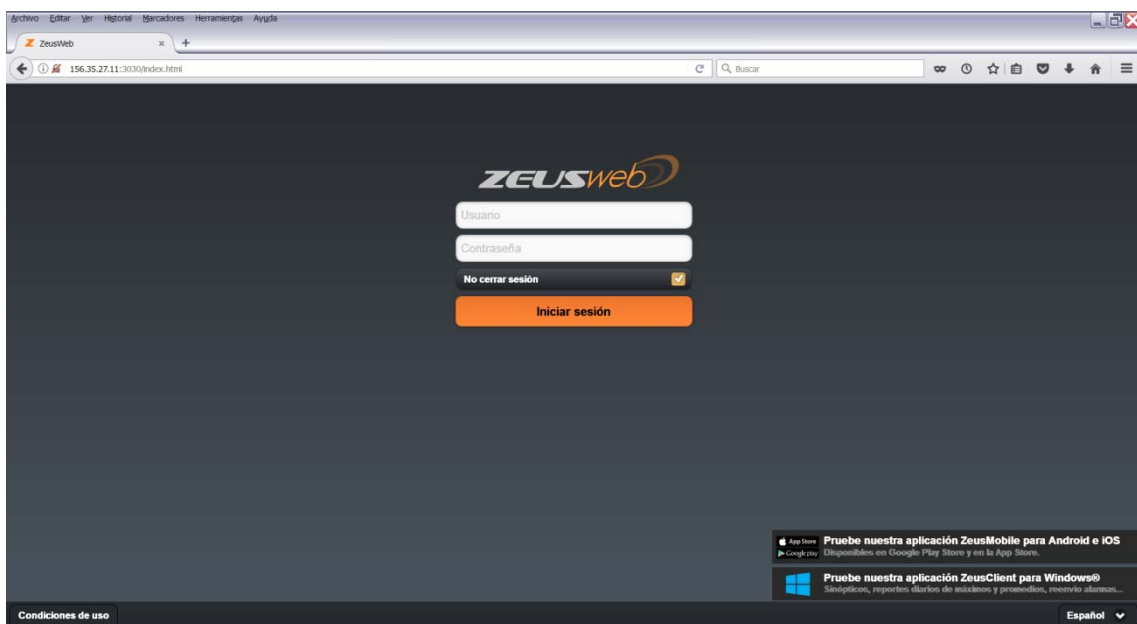 Archivo Editar Ver Historial Marcadores Herramientas Ayuda
ZeusWeb
156.35.27.11:3030/index.html
Buscar
ZEUSWeb
Usuario
Contraseña
No cerrar sesión
Iniciar sesión
App Store
Google play
Pruebe nuestra aplicación ZeusMobile para Android e iOS
Disponibles en Google Play Store y en la App Store.
Pruebe nuestra aplicación ZeusClient para Windows®
Sinópticos, reportes diarios de máximos y promedios, reenvio alarmas...
Condiciones de uso
Español